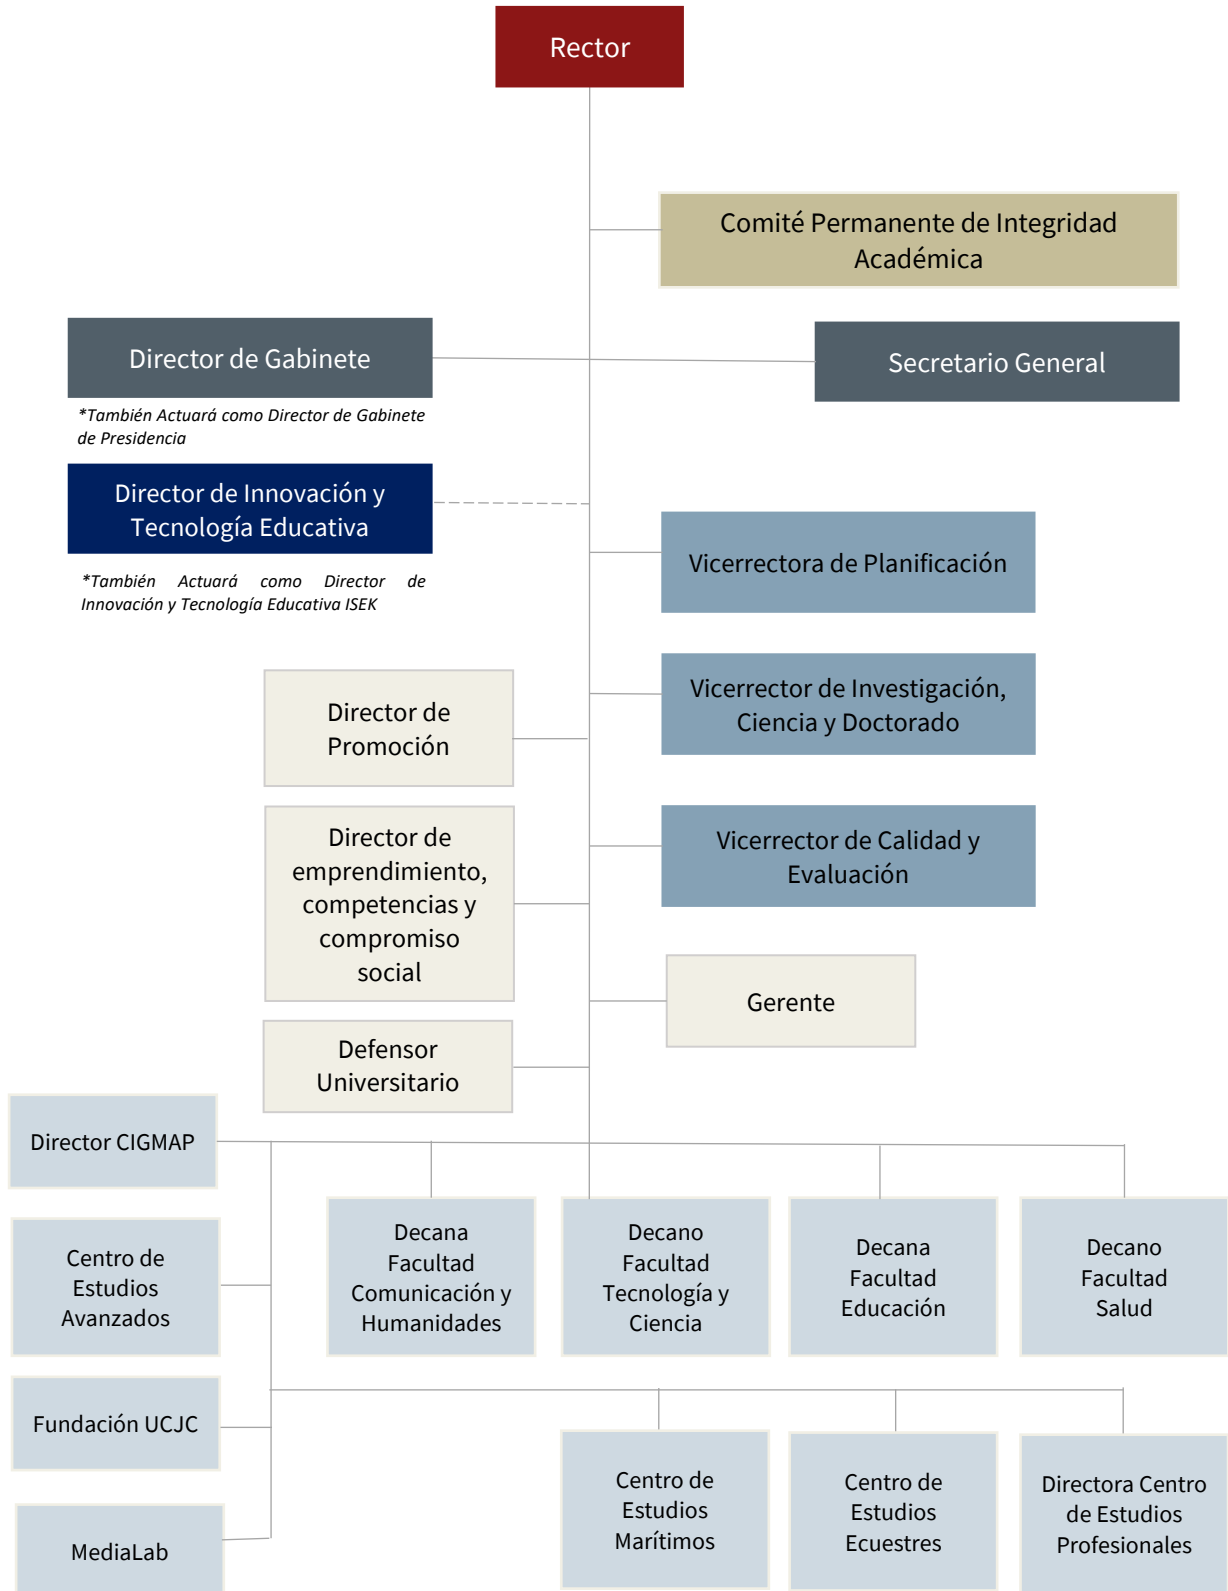 Rector
Comité Permanente de Integridad
Académica
Director de Gabinete
Secretario General
*También Actuará como Director de Gabinete
de Presidencia
Director de Innovación y
Tecnología Educativa
*También Actuará como Director de
Innovación y Tecnología Educativa ISEK
Vicerrectora de Planificación
Vicerrector de Investigación,
Ciencia y Doctorado
Director de
Promoción
Vicerrector de Calidad y
Evaluación
Director de
emprendimiento,
competencias y
compromiso
social
Gerente
Defensor
Universitario
Director CIGMAP
Centro de
Estudios
Avanzados
Decana
Facultad
Comunicación y
Humanidades
Decano
Facultad
Tecnología y
Ciencia
Decana
Facultad
Educación
Decano
Facultad
Salud
Fundación UCJC
MediaLab
Centro de
Estudios
Marítimos
Centro de
Estudios
Ecuestres
Directora Centro
de Estudios
Profesionales